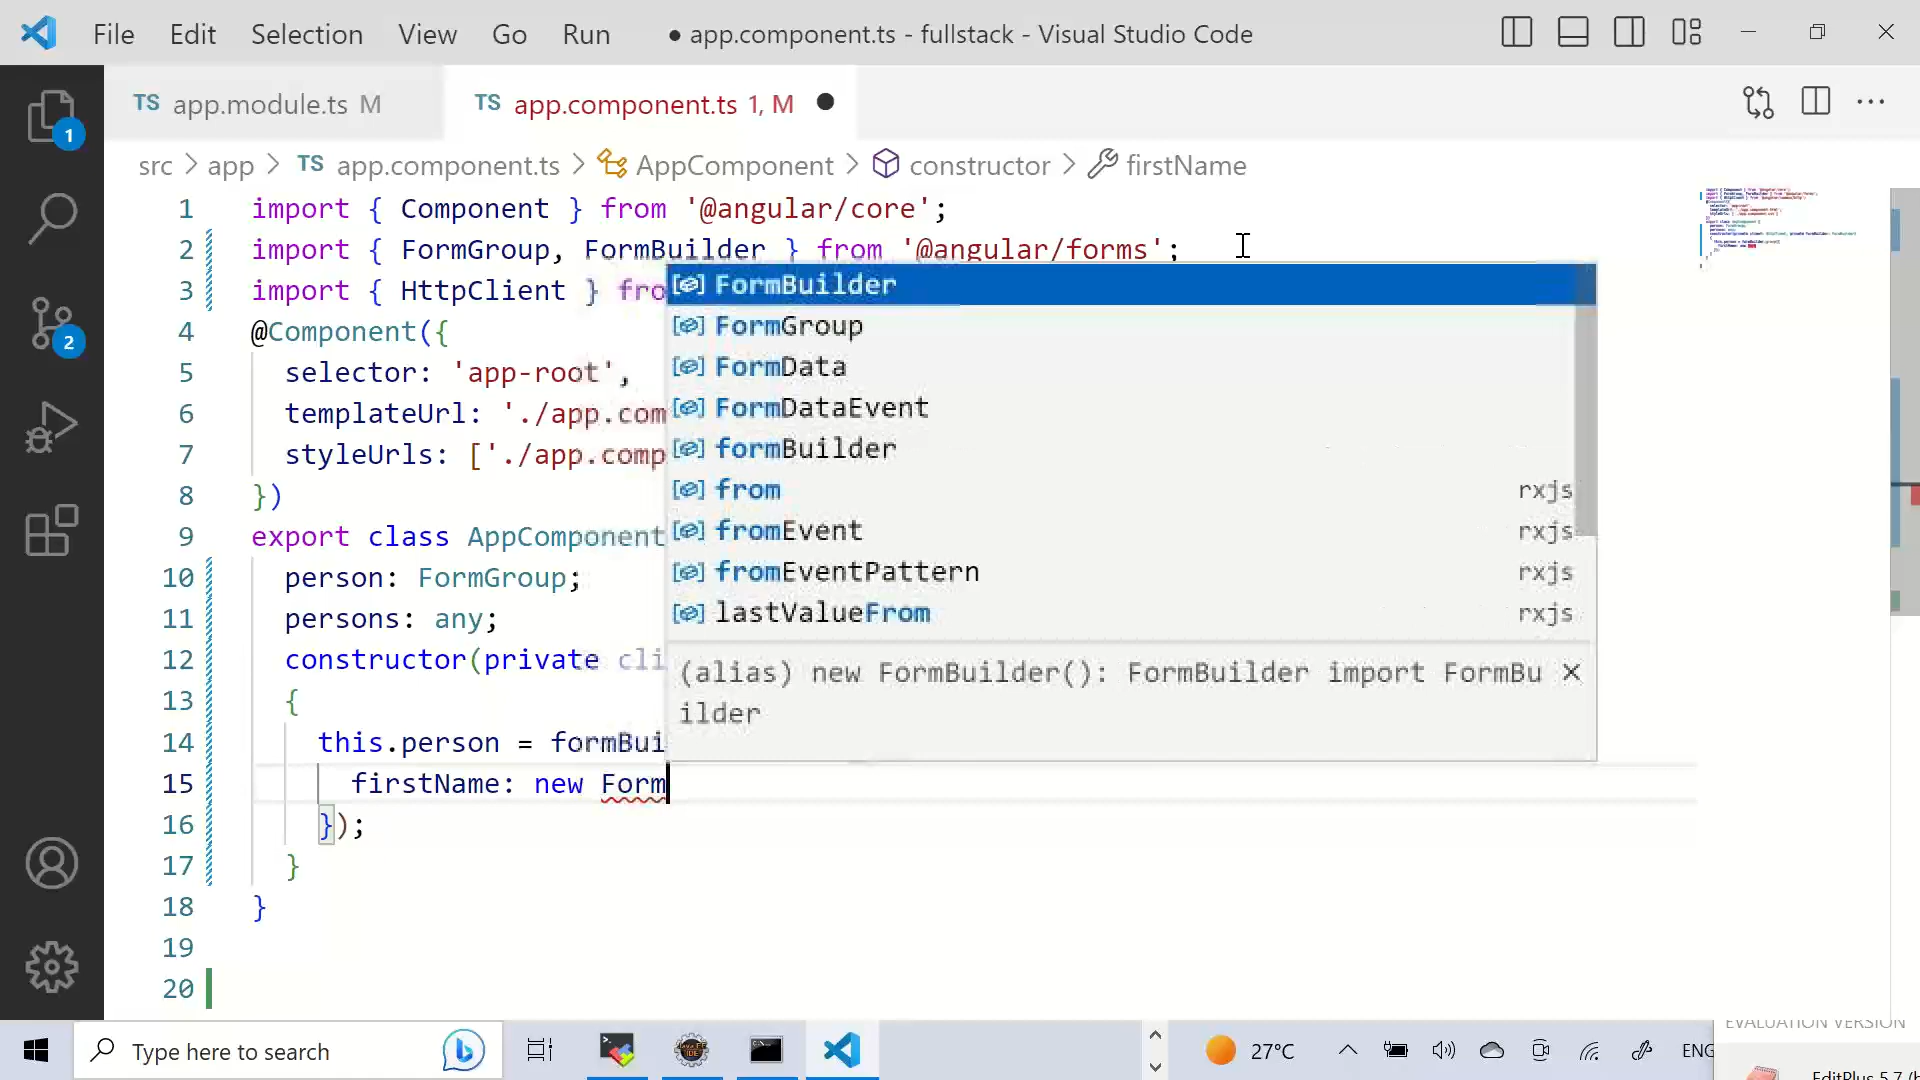 File Edit Selection View Go Run ● app.component.ts - fullstack - Visual Studio Code
TS app.module.ts M TS app.component.ts 1, M ●
src > app > TS app.component.ts > AppComponent > constructor > firstName
1 import { Component } from '@angular/core';
2 import { FormGroup, FormBuilder } from '@angular/forms';
3 import { HttpClient } fro
4 @Component({
5 selector: 'app-root',
6 templateUrl: './app.com
7 styleUrls: ['./app.comp
8 })
9 export class AppComponent
10 person: FormGroup;
11 persons: any;
12 constructor(private cli
13 {
14 this.person = formBui
15 firstName: new Form
16 });
17 }
18 }
19
20
FormBuilder
FormGroup
FormData
FormDataEvent
formBuilder
from rxjs
fromEvent rxjs
fromEventPattern rxjs
lastValueFrom rxjs
(alias) new FormBuilder(): FormBuilder import FormBu
ilder
1
2
EVALUATION VERSION
Type here to search
27°C
ENG
EditPlus 5.7